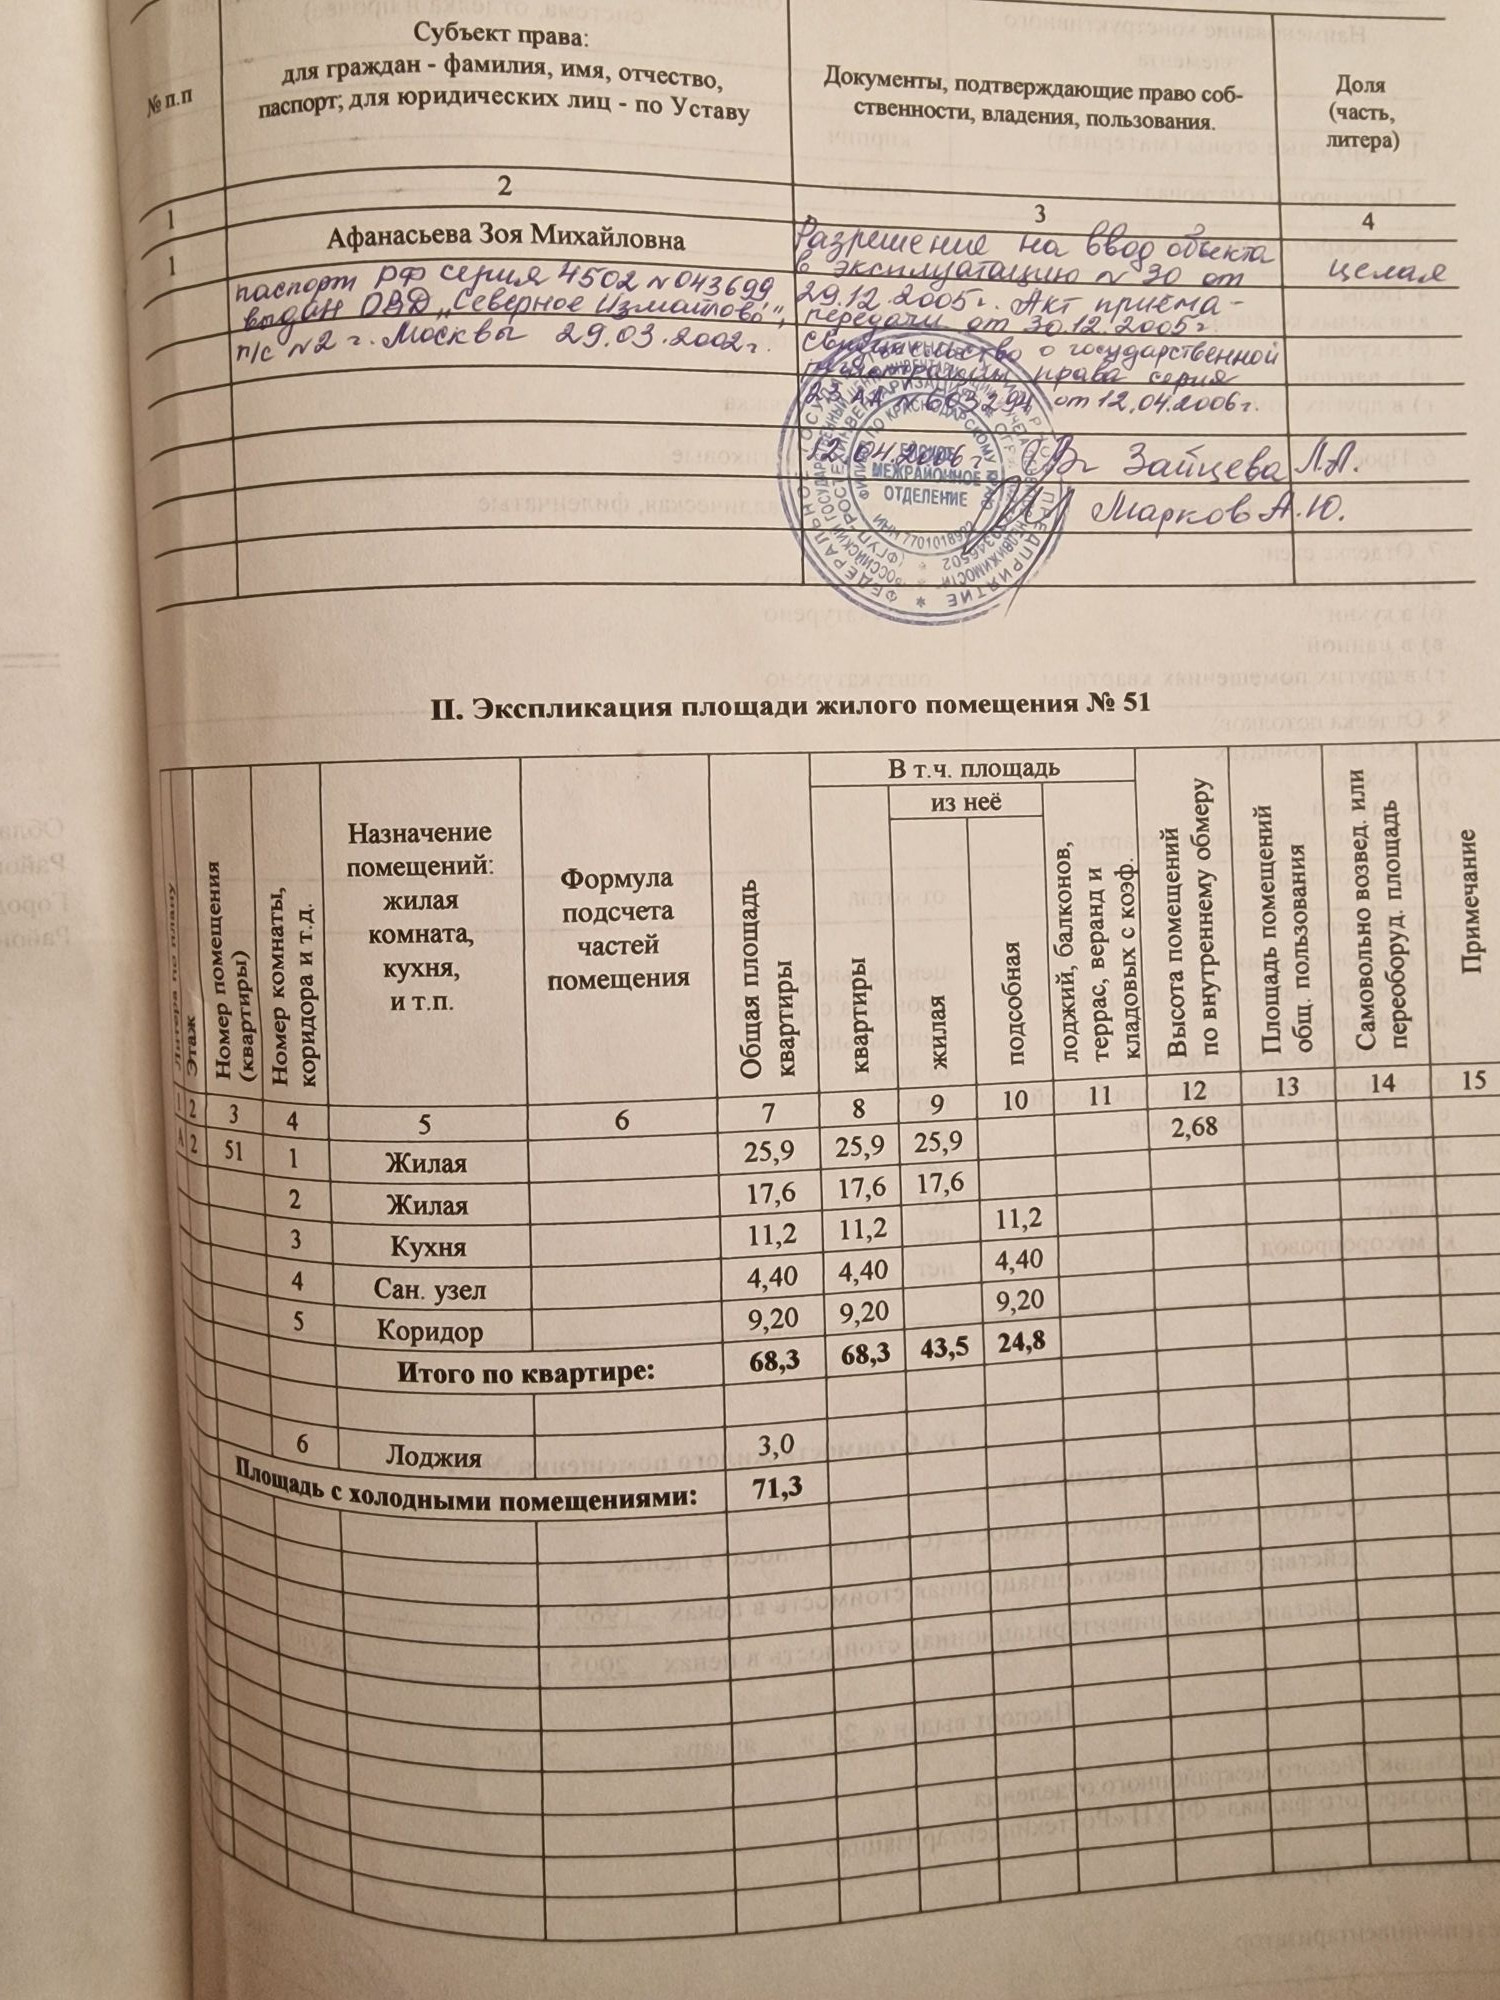 Субъект права:
для граждан - фамилия, имя, отчество,
паспорт; для юридических лиц - по Уставу
№ п.п
Документы, подтверждающие право соб-
ственности, владения, пользования.
Доля
(часть,
литера)
1 2 3 4
1 Афанасьева Зоя Михайловна
паспорт РФ серия 4502 №043699
выдан ОВД „Северное Измайлово",
п/с №2 г. Москвы 29.03.2002г.
Разрешение на ввод объекта
в эксплуатацию №30 от
29.12.2005г. Акт приема-
передачи от 30.12.2005г
свидетельство о государственной
регистрации права серия
23 АА № 663294 от 12.04.2006г.
целая
12.04.2006г Зайцева Л.А.
Марков А.Ю.
ЕЙСКОЕ
МЕЖРАЙОННОЕ
ОТДЕЛЕНИЕ
ИНН 7701018922
II. Экспликация площади жилого помещения № 51
Литера по плану
Этаж
Номер помещения
(квартиры)
Номер комнаты,
коридора и т.д.
Назначение
помещений:
жилая
комната,
кухня,
и т.п.
Формула
подсчета
частей
помещения
Общая площадь
квартиры
В т.ч. площадь
квартиры
из неё
жилая
подсобная
лоджий, балконов,
террас, веранд и
кладовых с коэф.
Высота помещений
по внутреннему обмеру
Площадь помещений
общ. пользования
Самовольно возвед. или
переоборуд. площадь
Примечание
1 2 3 4 5 6 7 8 9 10 11 12 13 14 15
А 2 51 1 Жилая 25,9 25,9 25,9 2,68
2 Жилая 17,6 17,6 17,6
3 Кухня 11,2 11,2 11,2
4 Сан. узел 4,40 4,40 4,40
5 Коридор 9,20 9,20 9,20
Итого по квартире: 68,3 68,3 43,5 24,8
6 Лоджия 3,0
Площадь с холодными помещениями: 71,3